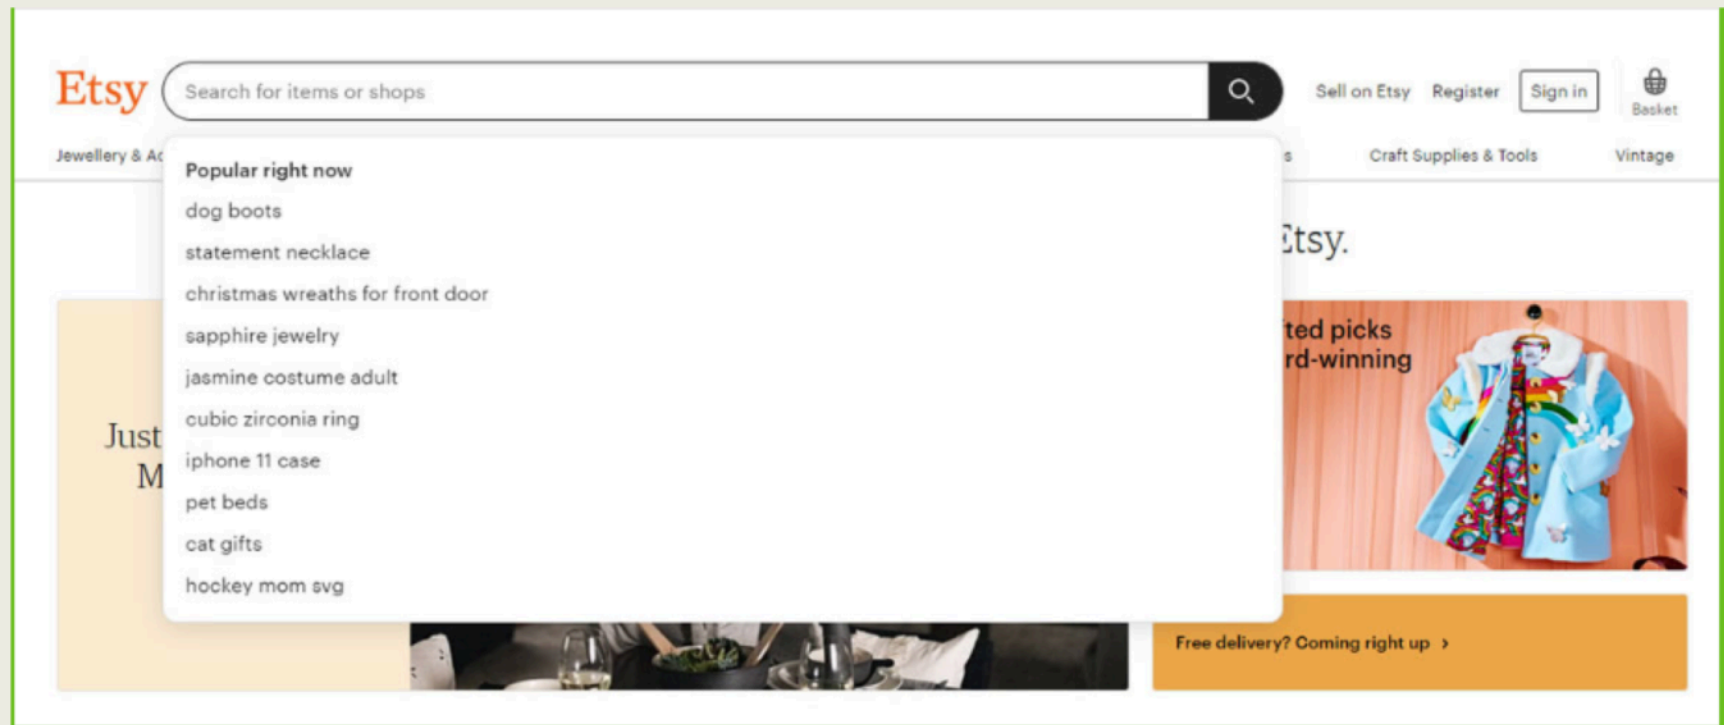 Etsy
Search for items or shops
Sell on Etsy Register Sign in
Basket
Jewellery & Ac
s Craft Supplies & Tools Vintage
Popular right now
dog boots
statement necklace
christmas wreaths for front door
sapphire jewelry
jasmine costume adult
cubic zirconia ring
iphone 11 case
pet beds
cat gifts
hockey mom svg
Etsy.
Just
M
ted picks
rd-winning
Free delivery? Coming right up ›